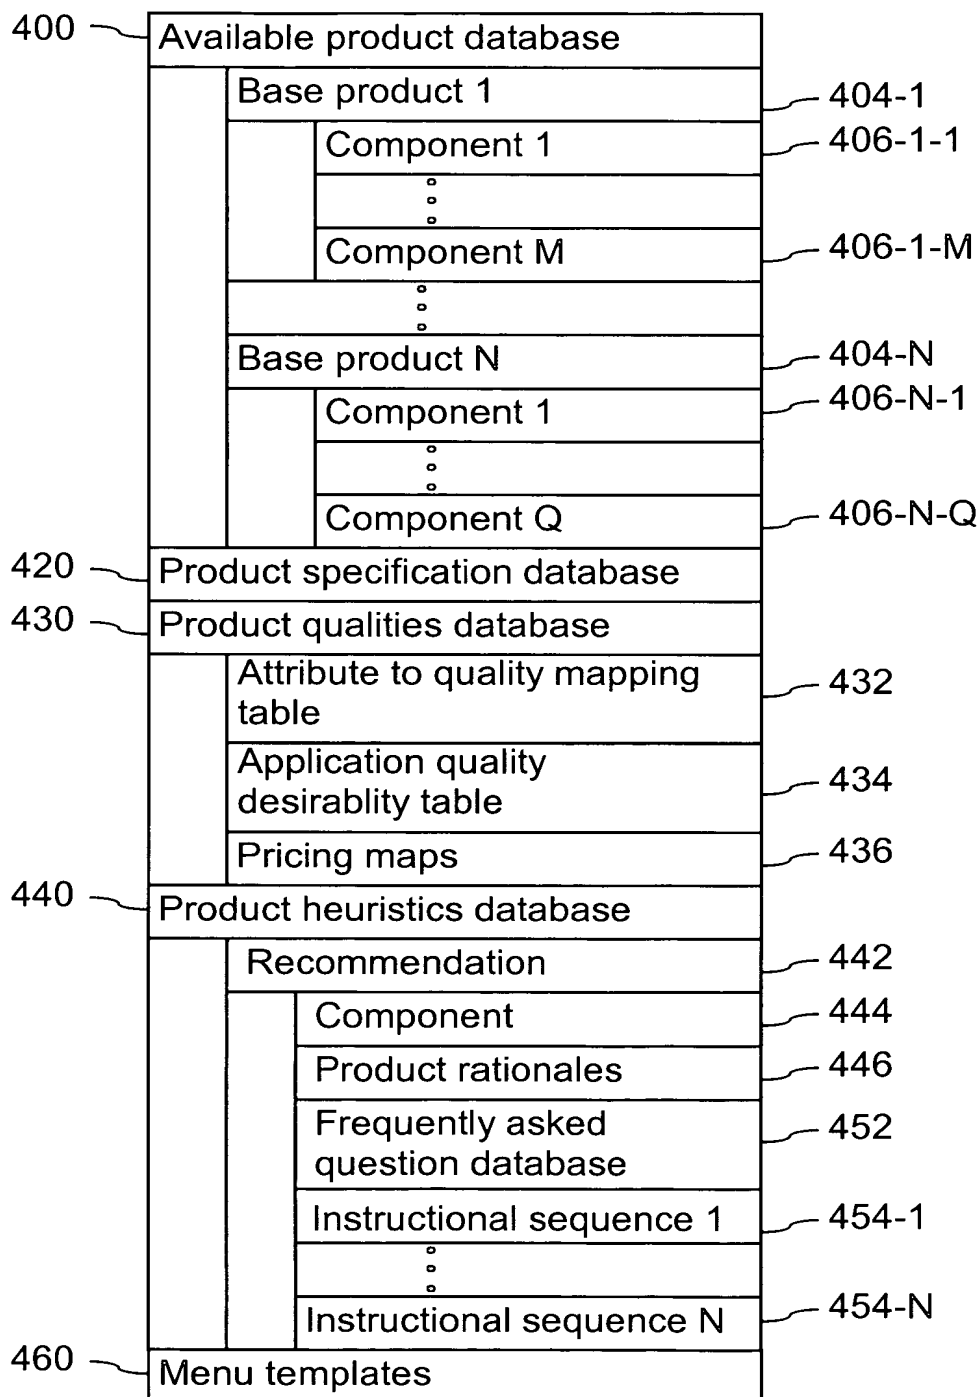 400 Available product database
Base product 1 404-1
Component 1 406-1-1
Component M 406-1-M
Base product N 404-N
Component 1 406-N-1
Component Q 406-N-Q
420 Product specification database
430 Product qualities database
Attribute to quality mapping
table 432
Application quality
desirablity table 434
Pricing maps 436
440 Product heuristics database
Recommendation 442
Component 444
Product rationales 446
Frequently asked
question database 452
Instructional sequence 1 454-1
Instructional sequence N 454-N
460 Menu templates